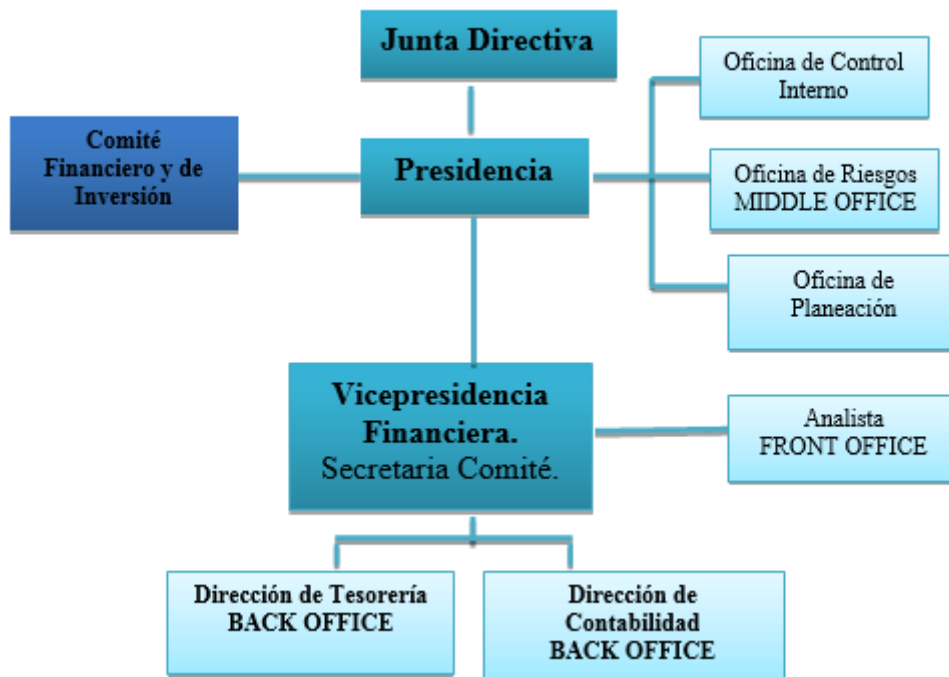 Junta Directiva
Oficina de Control
Interno
Comité
Financiero y de
Inversión
Presidencia
Oficina de Riesgos
MIDDLE OFFICE
Oficina de
Planeación
Vicepresidencia
Financiera.
Secretaria Comité.
Analista
FRONT OFFICE
Dirección de Tesorería
BACK OFFICE
Dirección de
Contabilidad
BACK OFFICE